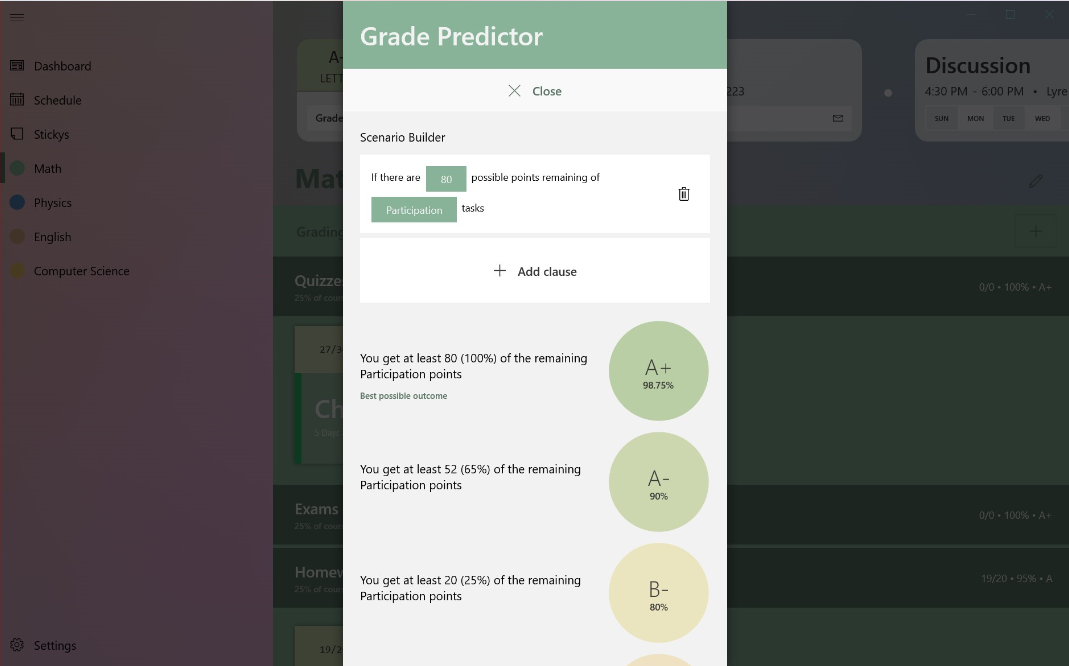 Grade Predictor
Close
Scenario Builder
If there are 80 possible points remaining of
Participation tasks
Add clause
You get at least 80 (100%) of the remaining
Participation points
Best possible outcome
A+
98.75%
You get at least 52 (65%) of the remaining
Participation points
A-
90%
You get at least 20 (25%) of the remaining
Participation points
B-
80%
Dashboard
Schedule
Stickys
Math
Physics
English
Computer Science
Settings
A-
LETT
Grade
223
Discussion
4:30 PM - 6:00 PM • Lyre
SUN MON TUE WED
Mat
Grading
Quizze
25% of cour
0/0 • 100% • A+
27/3
Ch
Exams
25% of cour
0/0 • 100% • A+
Homew
25% of cour
19/20 • 95% • A
19/2